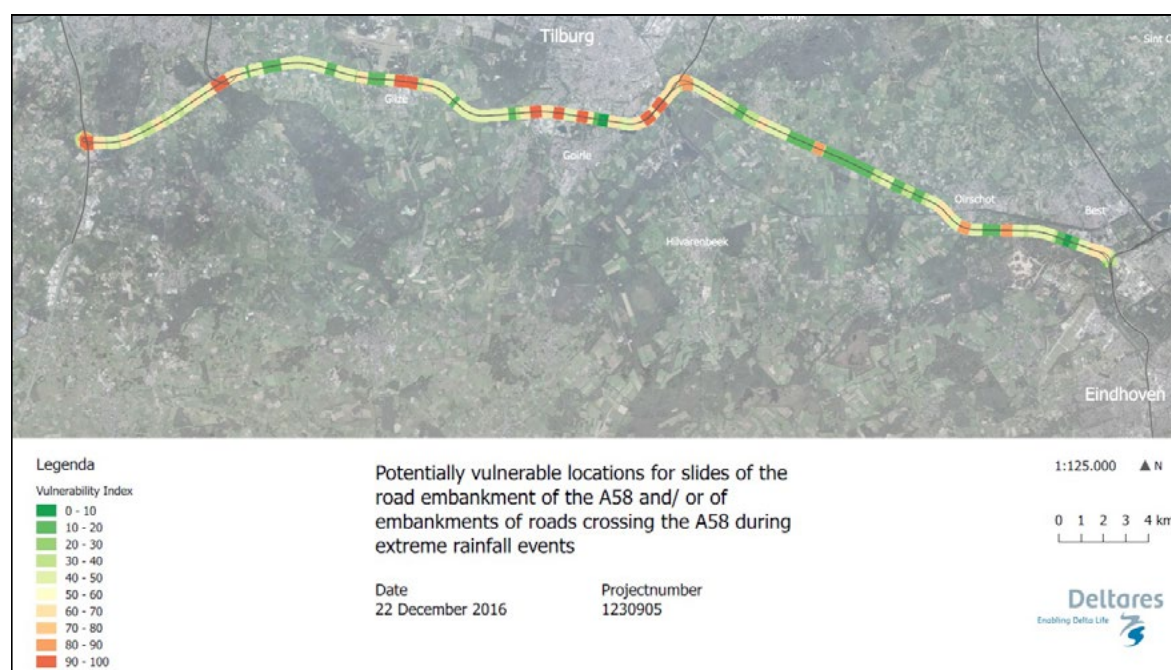 Tilburg
Sint
Gilze
Goirle
Oirschot
Best
Hilvarenbeek
Eindhoven
Legenda
Vulnerability Index
0 - 10
10 - 20
20 - 30
30 - 40
40 - 50
50 - 60
60 - 70
70 - 80
80 - 90
90 - 100
Potentially vulnerable locations for slides of the
road embankment of the A58 and/ or of
embankments of roads crossing the A58 during
extreme rainfall events
Date
22 December 2016
Projectnumber
1230905
1:125.000 N
0 1 2 3 4 km
Deltares
Enabling Delta Life